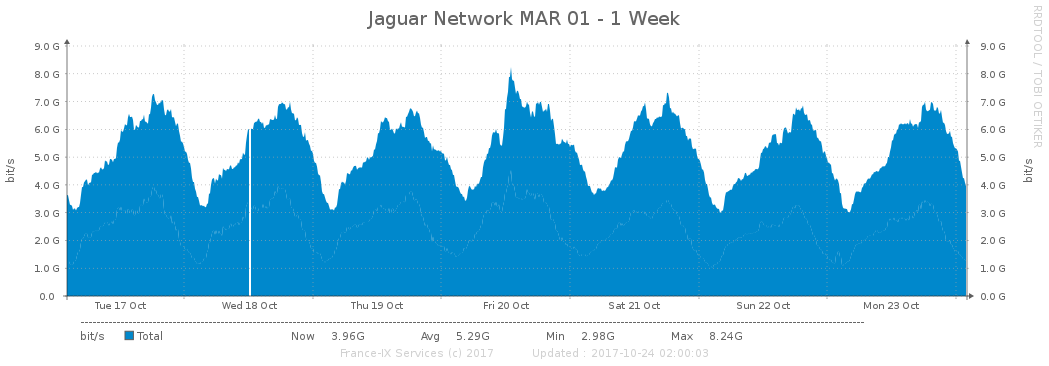 Jaguar Network MAR 01 - 1 Week
RRDTOOL / TOBI OETIKER
bit/s
9.0 G 9.0 G
8.0 G 8.0 G
7.0 G 7.0 G
6.0 G 6.0 G
5.0 G 5.0 G
4.0 G 4.0 G
3.0 G 3.0 G
2.0 G 2.0 G
1.0 G 1.0 G
0.0 0.0 G
bit/s
Tue 17 Oct Wed 18 Oct Thu 19 Oct Fri 20 Oct Sat 21 Oct Sun 22 Oct Mon 23 Oct
bit/s Total Now 3.96G Avg 5.29G Min 2.98G Max 8.24G
France-IX Services (c) 2017 Updated : 2017-10-24 02:00:03